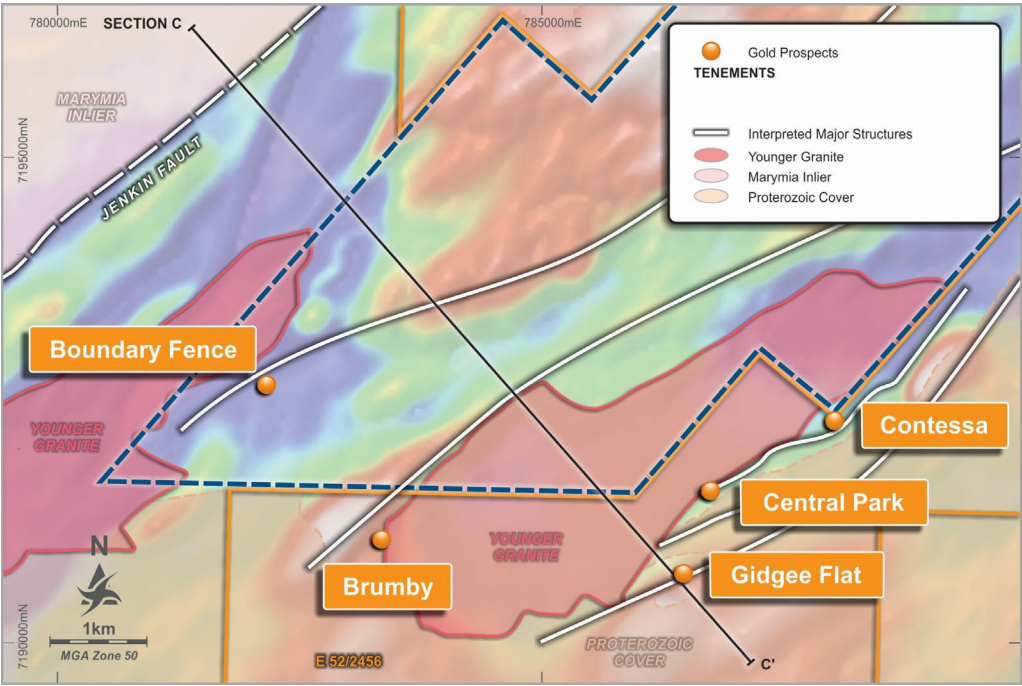 780000mE
SECTION C
785000mE
Gold Prospects
TENEMENTS
Interpreted Major Structures
Younger Granite
Marymia Inlier
Proterozoic Cover
MARYMIA
INLIER
7195000mN
JENKIN FAULT
Boundary Fence
YOUNGER
GRANITE
Contessa
Central Park
YOUNGER
GRANITE
Gidgee Flat
Brumby
N
1km
MGA Zone 50
7190000mN
E 52/2456
PROTEROZOIC
COVER
C'